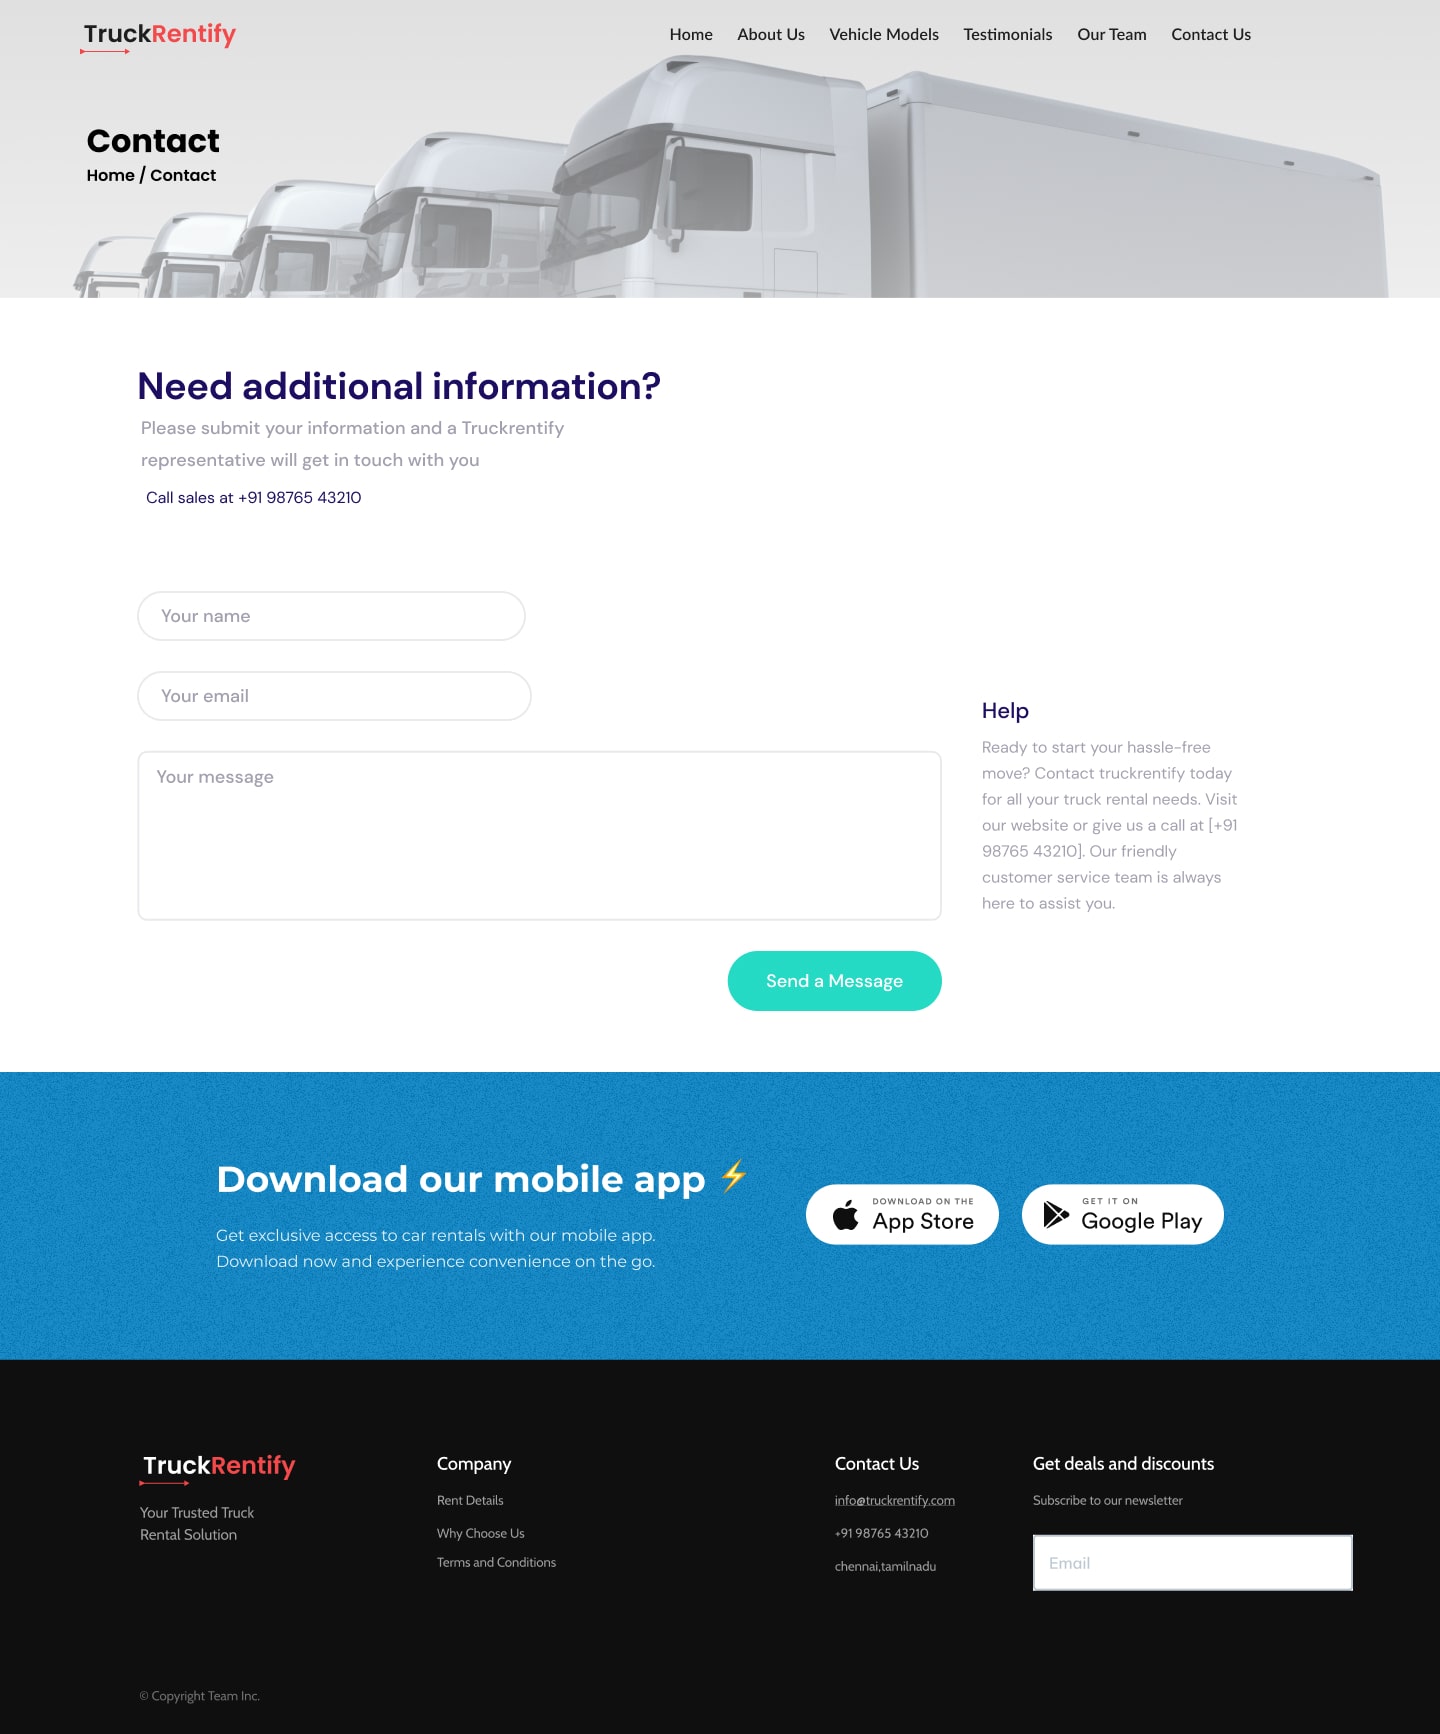 TruckRentify
Home About Us Vehicle Models Testimonials Our Team Contact Us
Contact
Home / Contact
Need additional information?
Please submit your information and a Truckrentify
representative will get in touch with you
Call sales at +91 98765 43210
Your name
Your email
Your message
Send a Message
Help
Ready to start your hassle-free
move? Contact truckrentify today
for all your truck rental needs. Visit
our website or give us a call at [+91
98765 43210]. Our friendly
customer service team is always
here to assist you.
Download our mobile app ⚡
Get exclusive access to car rentals with our mobile app.
Download now and experience convenience on the go.
DOWNLOAD ON THE
App Store
GET IT ON
Google Play
TruckRentify
Your Trusted Truck
Rental Solution
Company
Rent Details
Why Choose Us
Terms and Conditions
Contact Us
info@truckrentify.com
+91 98765 43210
chennai,tamilnadu
Get deals and discounts
Subscribe to our newsletter
Email
© Copyright Team Inc.